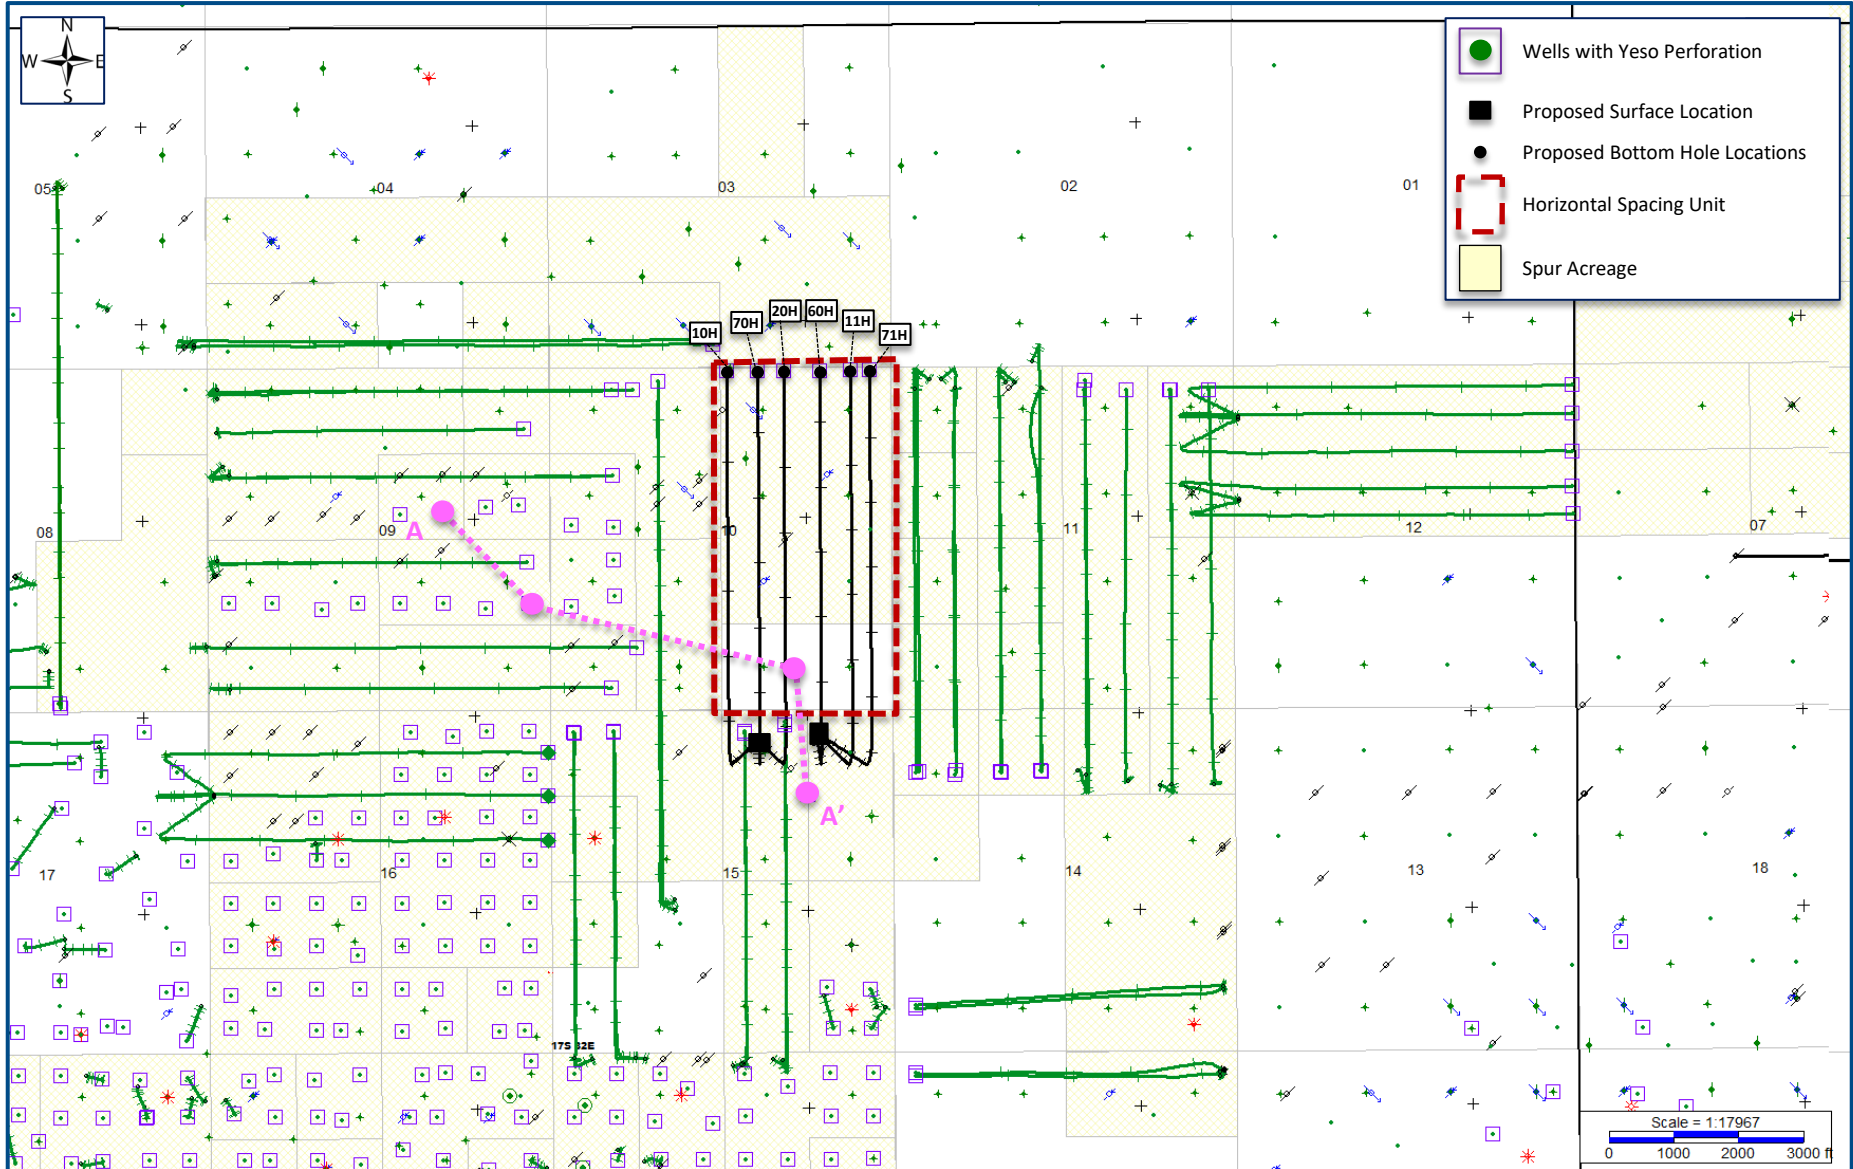 N
W E
S
Wells with Yeso Perforation
Proposed Surface Location
Proposed Bottom Hole Locations
Horizontal Spacing Unit
Spur Acreage
05 04 03 02 01
10H 70H 20H 60H 11H 71H
A
08 09 10 11 12 07
A'
17 16 15 14 13 18
17S 32E
Scale = 1:17967
0 1000 2000 3000 ft